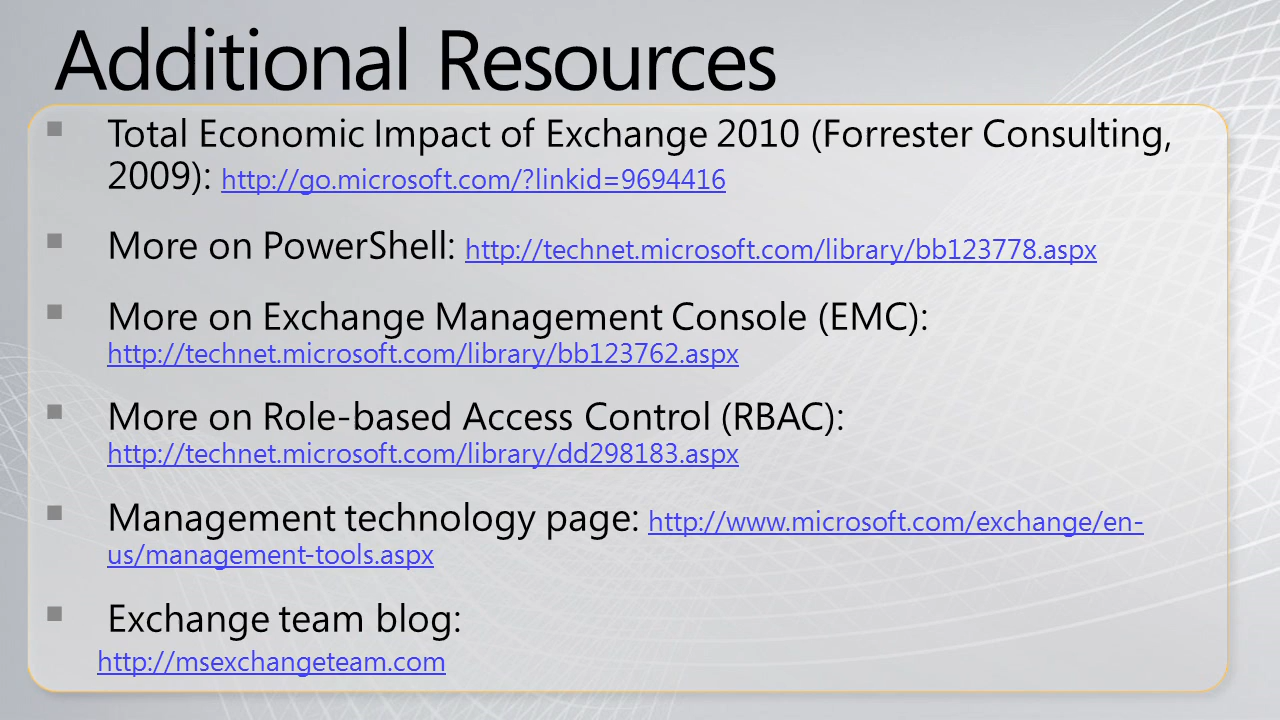 Additional Resources
Total Economic Impact of Exchange 2010 (Forrester Consulting,
2009): http://go.microsoft.com/?linkid=9694416
More on PowerShell: http://technet.microsoft.com/library/bb123778.aspx
More on Exchange Management Console (EMC):
http://technet.microsoft.com/library/bb123762.aspx
More on Role-based Access Control (RBAC):
http://technet.microsoft.com/library/dd298183.aspx
Management technology page: http://www.microsoft.com/exchange/en-
us/management-tools.aspx
Exchange team blog:
http://msexchangeteam.com